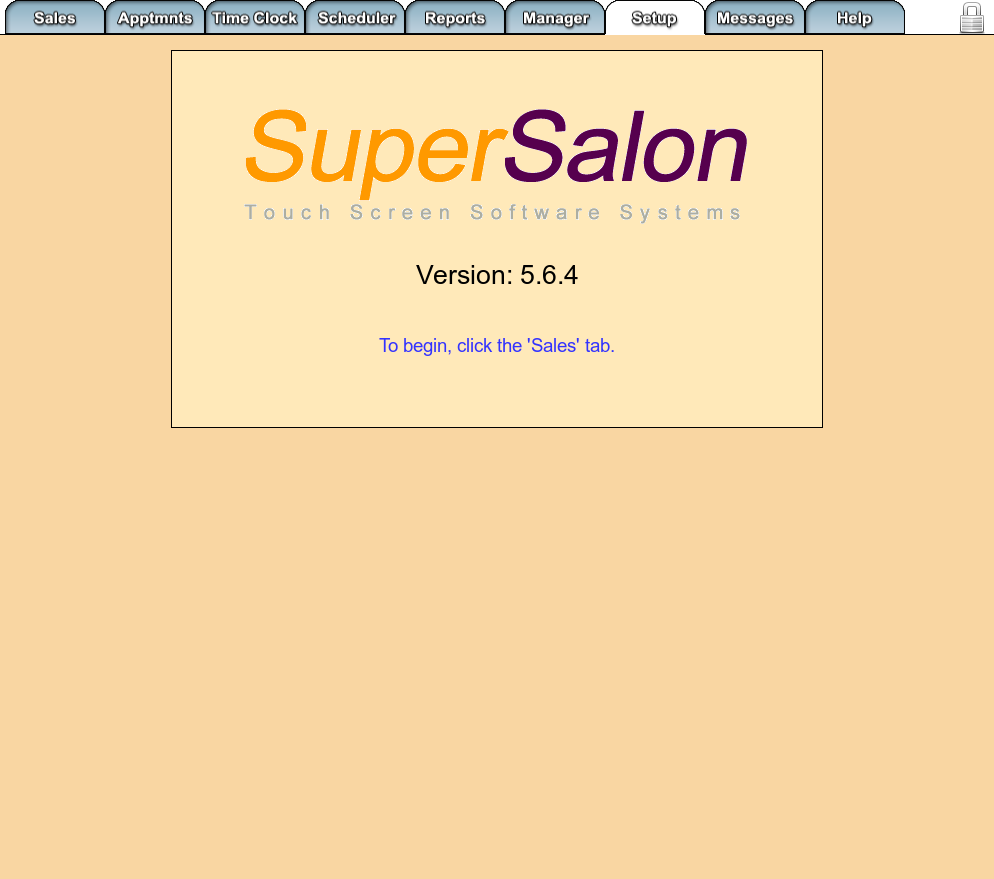 Sales Apptmnts Time Clock Scheduler Reports Manager Setup Messages Help
SuperSalon
Touch Screen Software Systems
Version: 5.6.4
To begin, click the 'Sales' tab.